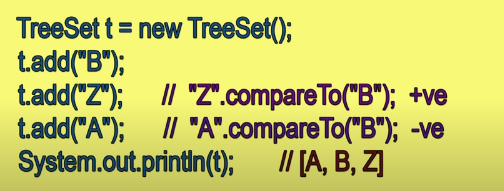 TreeSet t = new TreeSet();
t.add("B");
t.add("Z"); // "Z".compareTo("B"); +ve
t.add("A"); // "A".compareTo("B"); -ve
System.out.println(t); // [A, B, Z]